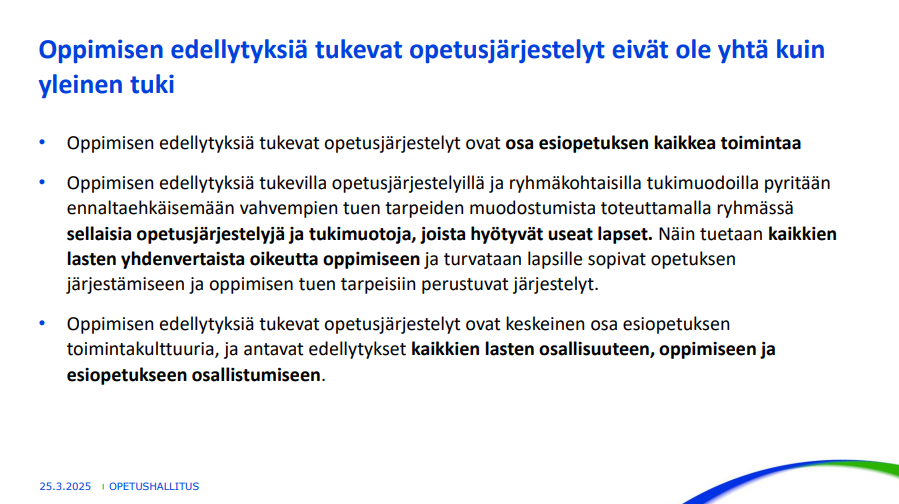 Oppimisen edellytyksiä tukevat opetusjärjestelyt eivät ole yhtä kuin
yleinen tuki
• Oppimisen edellytyksiä tukevat opetusjärjestelyt ovat osa esiopetuksen kaikkea toimintaa
• Oppimisen edellytyksiä tukevilla opetusjärjestelyillä ja ryhmäkohtaisilla tukimuodoilla pyritään
ennaltaehkäisemään vahvempien tuen tarpeiden muodostumista toteuttamalla ryhmässä
sellaisia opetusjärjestelyjä ja tukimuotoja, joista hyötyvät useat lapset. Näin tuetaan kaikkien
lasten yhdenvertaista oikeutta oppimiseen ja turvataan lapsille sopivat opetuksen
järjestämiseen ja oppimisen tuen tarpeisiin perustuvat järjestelyt.
• Oppimisen edellytyksiä tukevat opetusjärjestelyt ovat keskeinen osa esiopetuksen
toimintakulttuuria, ja antavat edellytykset kaikkien lasten osallisuuteen, oppimiseen ja
esiopetukseen osallistumiseen.
25.3.2025 | OPETUSHALLITUS